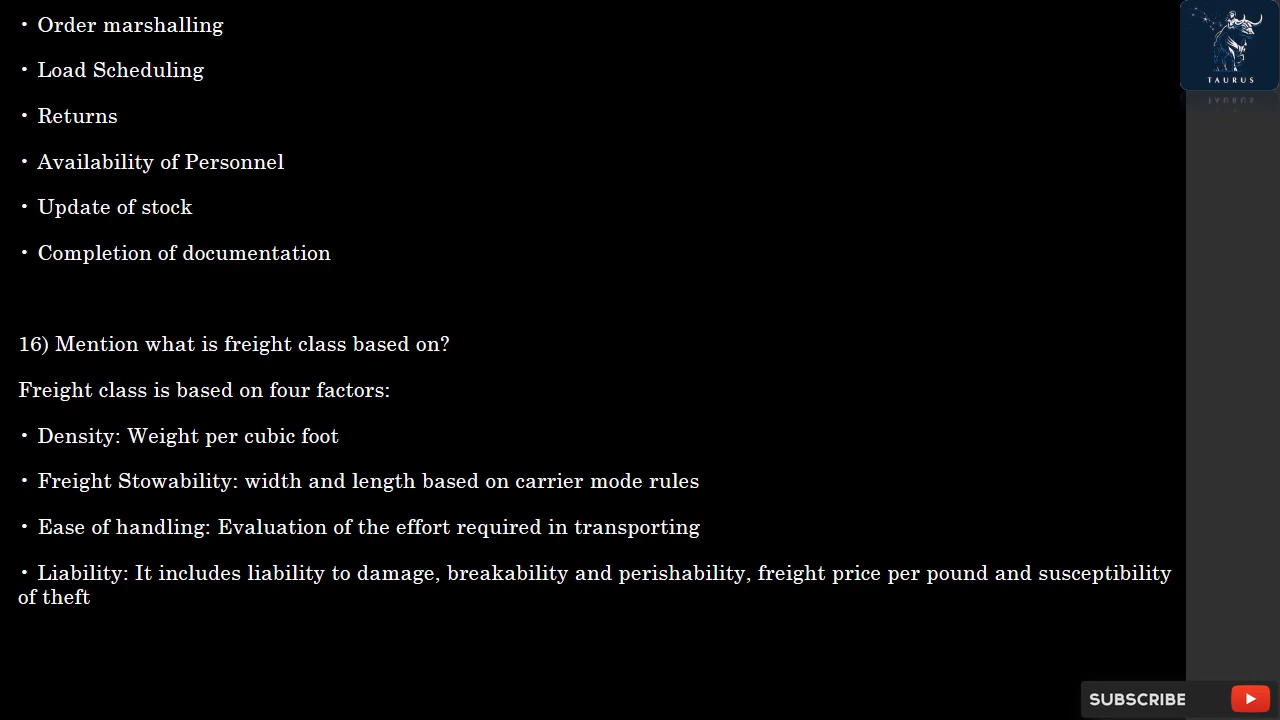 • Order marshalling
• Load Scheduling
• Returns
• Availability of Personnel
• Update of stock
• Completion of documentation
16) Mention what is freight class based on?
Freight class is based on four factors:
• Density: Weight per cubic foot
• Freight Stowability: width and length based on carrier mode rules
• Ease of handling: Evaluation of the effort required in transporting
• Liability: It includes liability to damage, breakability and perishability, freight price per pound and susceptibility
of theft
TAURUS
SUBSCRIBE